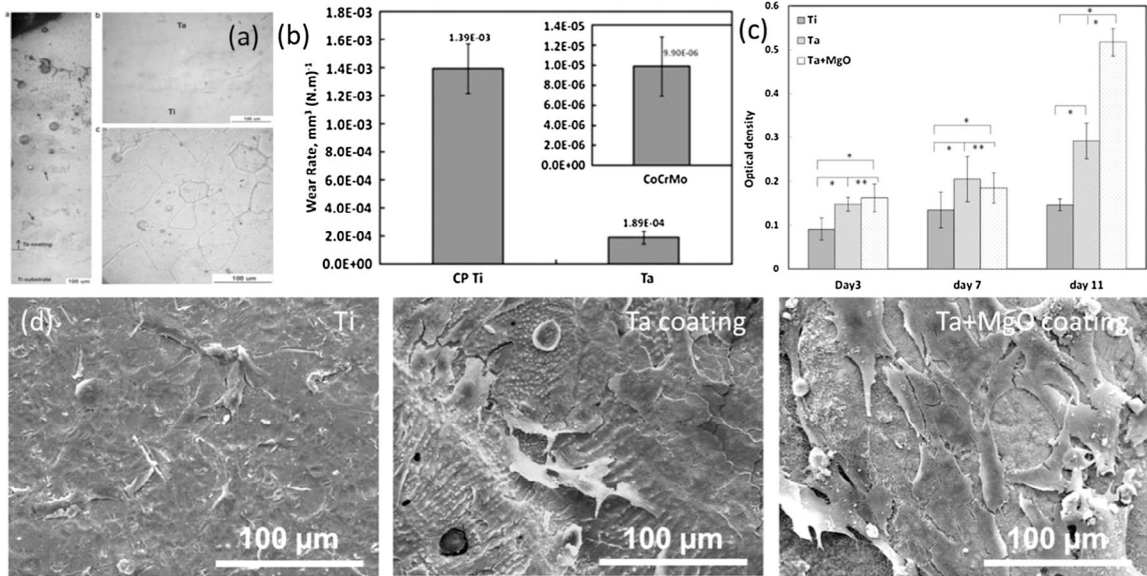 a
b
Ta
(a)
Ti
100 µm
c
Ta coating
Ti substrate
100 µm
100 µm
(b)
Wear Rate, mm³ (N.m)⁻¹
1.8E-03
1.6E-03
1.4E-03
1.2E-03
1.0E-03
8.0E-04
6.0E-04
4.0E-04
2.0E-04
0.0E+00
1.39E-03
1.89E-04
CP Ti
Ta
1.4E-05
1.2E-05
1.0E-05
8.0E-06
6.0E-06
4.0E-06
2.0E-06
0.0E+00
9.90E-06
CoCrMo
(c)
Optical density
0.6
0.5
0.4
0.3
0.2
0.1
0
Ti
Ta
Ta+MgO
*
* **
*
* **
*
*
*
Day3
day 7
day 11
(d)
Ti
100 µm
Ta coating
100 µm
Ta+MgO coating
100 µm